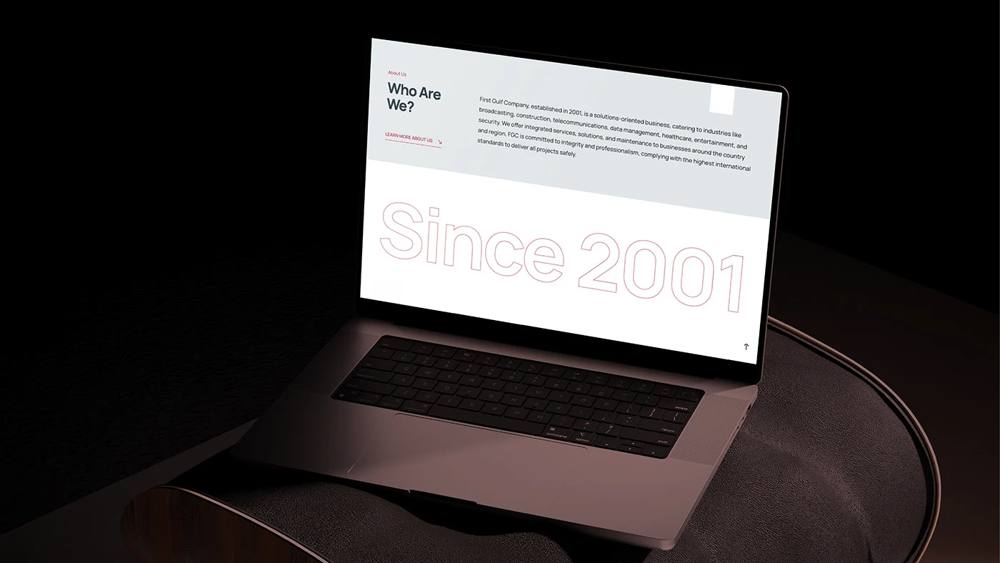 About Us
Who Are
We?
LEARN MORE ABOUT US
First Gulf Company, established in 2001, is a solutions-oriented business, catering to industries like
broadcasting, construction, telecommunications, data management, healthcare, entertainment, and
security. We offer integrated services, solutions, and maintenance to businesses around the country
and region. FGC is committed to integrity and professionalism, complying with the highest international
standards to deliver all projects safely.
Since 2001